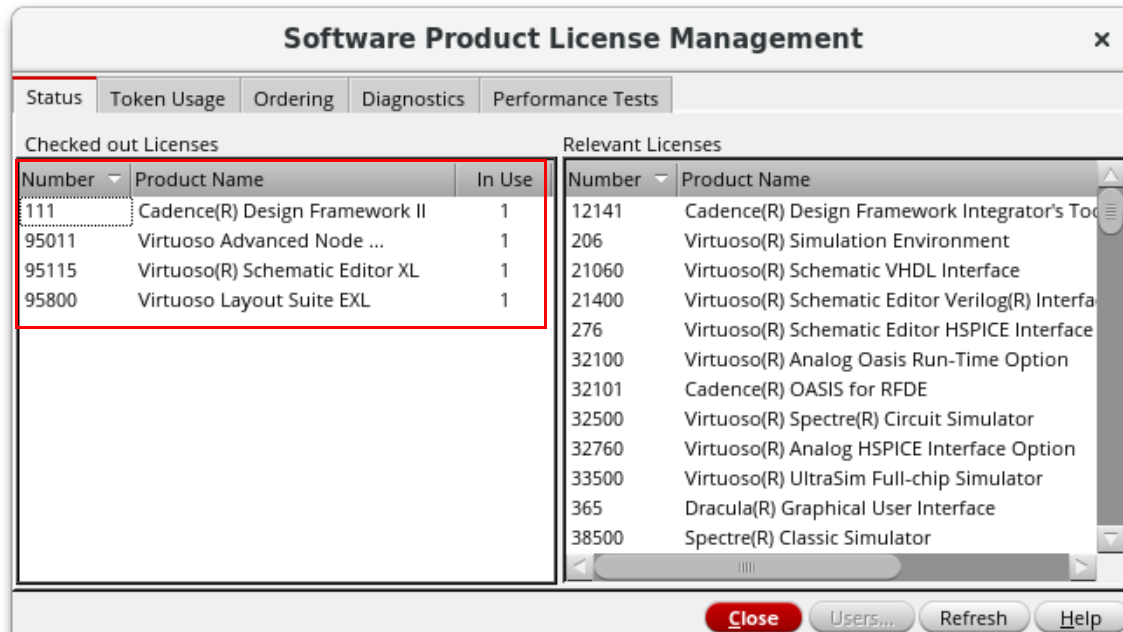 Software Product License Management
Status Token Usage Ordering Diagnostics Performance Tests
Checked out Licenses
Number Product Name In Use
111 Cadence(R) Design Framework II 1
95011 Virtuoso Advanced Node ... 1
95115 Virtuoso(R) Schematic Editor XL 1
95800 Virtuoso Layout Suite EXL 1
Relevant Licenses
Number Product Name
12141 Cadence(R) Design Framework Integrator's Too
206 Virtuoso(R) Simulation Environment
21060 Virtuoso(R) Schematic VHDL Interface
21400 Virtuoso(R) Schematic Editor Verilog(R) Interfa
276 Virtuoso(R) Schematic Editor HSPICE Interface
32100 Virtuoso(R) Analog Oasis Run-Time Option
32101 Cadence(R) OASIS for RFDE
32500 Virtuoso(R) Spectre(R) Circuit Simulator
32760 Virtuoso(R) Analog HSPICE Interface Option
33500 Virtuoso(R) UltraSim Full-chip Simulator
365 Dracula(R) Graphical User Interface
38500 Spectre(R) Classic Simulator
Close Users... Refresh Help